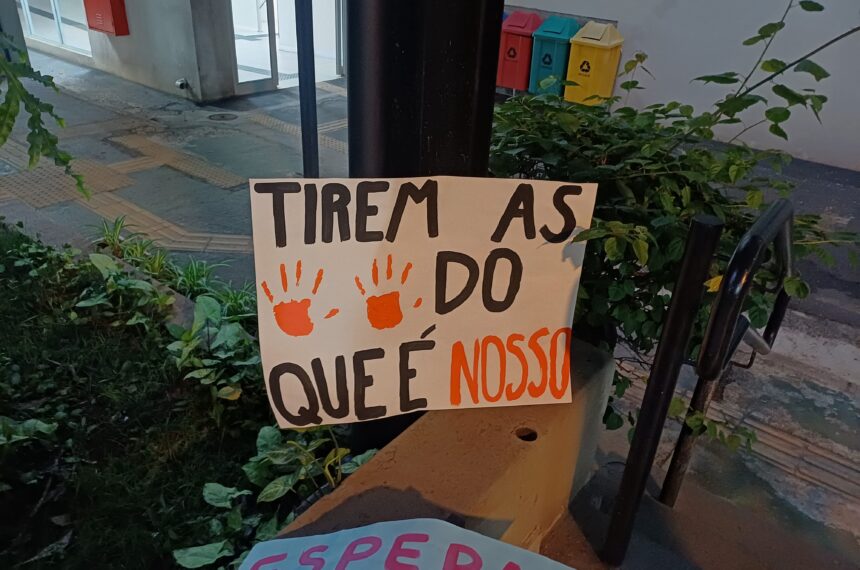 TIREM AS
DO
QUE É NOSSO